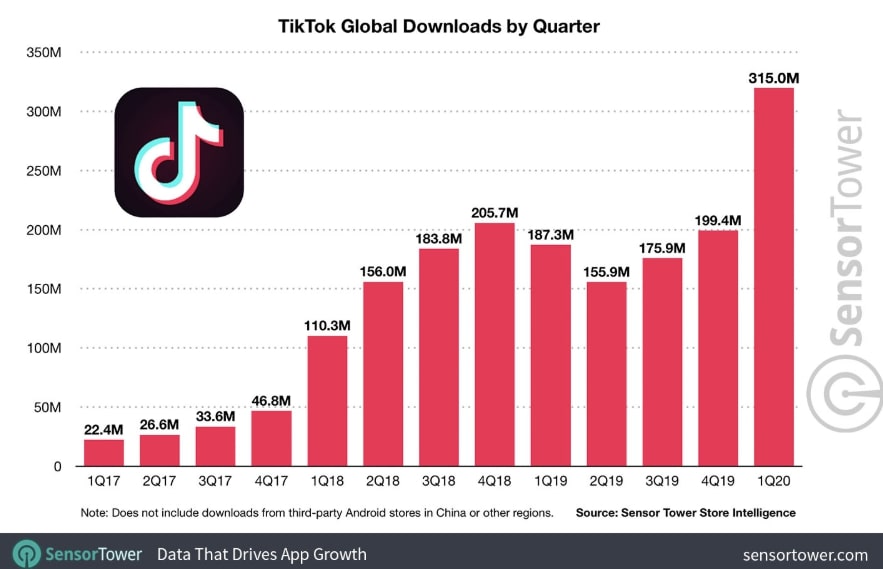 TikTok Global Downloads by Quarter
350M
300M
250M
200M
150M
100M
50M
0
22.4M
26.6M
33.6M
46.8M
110.3M
156.0M
183.8M
205.7M
187.3M
155.9M
175.9M
199.4M
315.0M
1Q17 2Q17 3Q17 4Q17 1Q18 2Q18 3Q18 4Q18 1Q19 2Q19 3Q19 4Q19 1Q20
Note: Does not include downloads from third-party Android stores in China or other regions. Source: Sensor Tower Store Intelligence
SensorTower
SensorTower Data That Drives App Growth sensortower.com